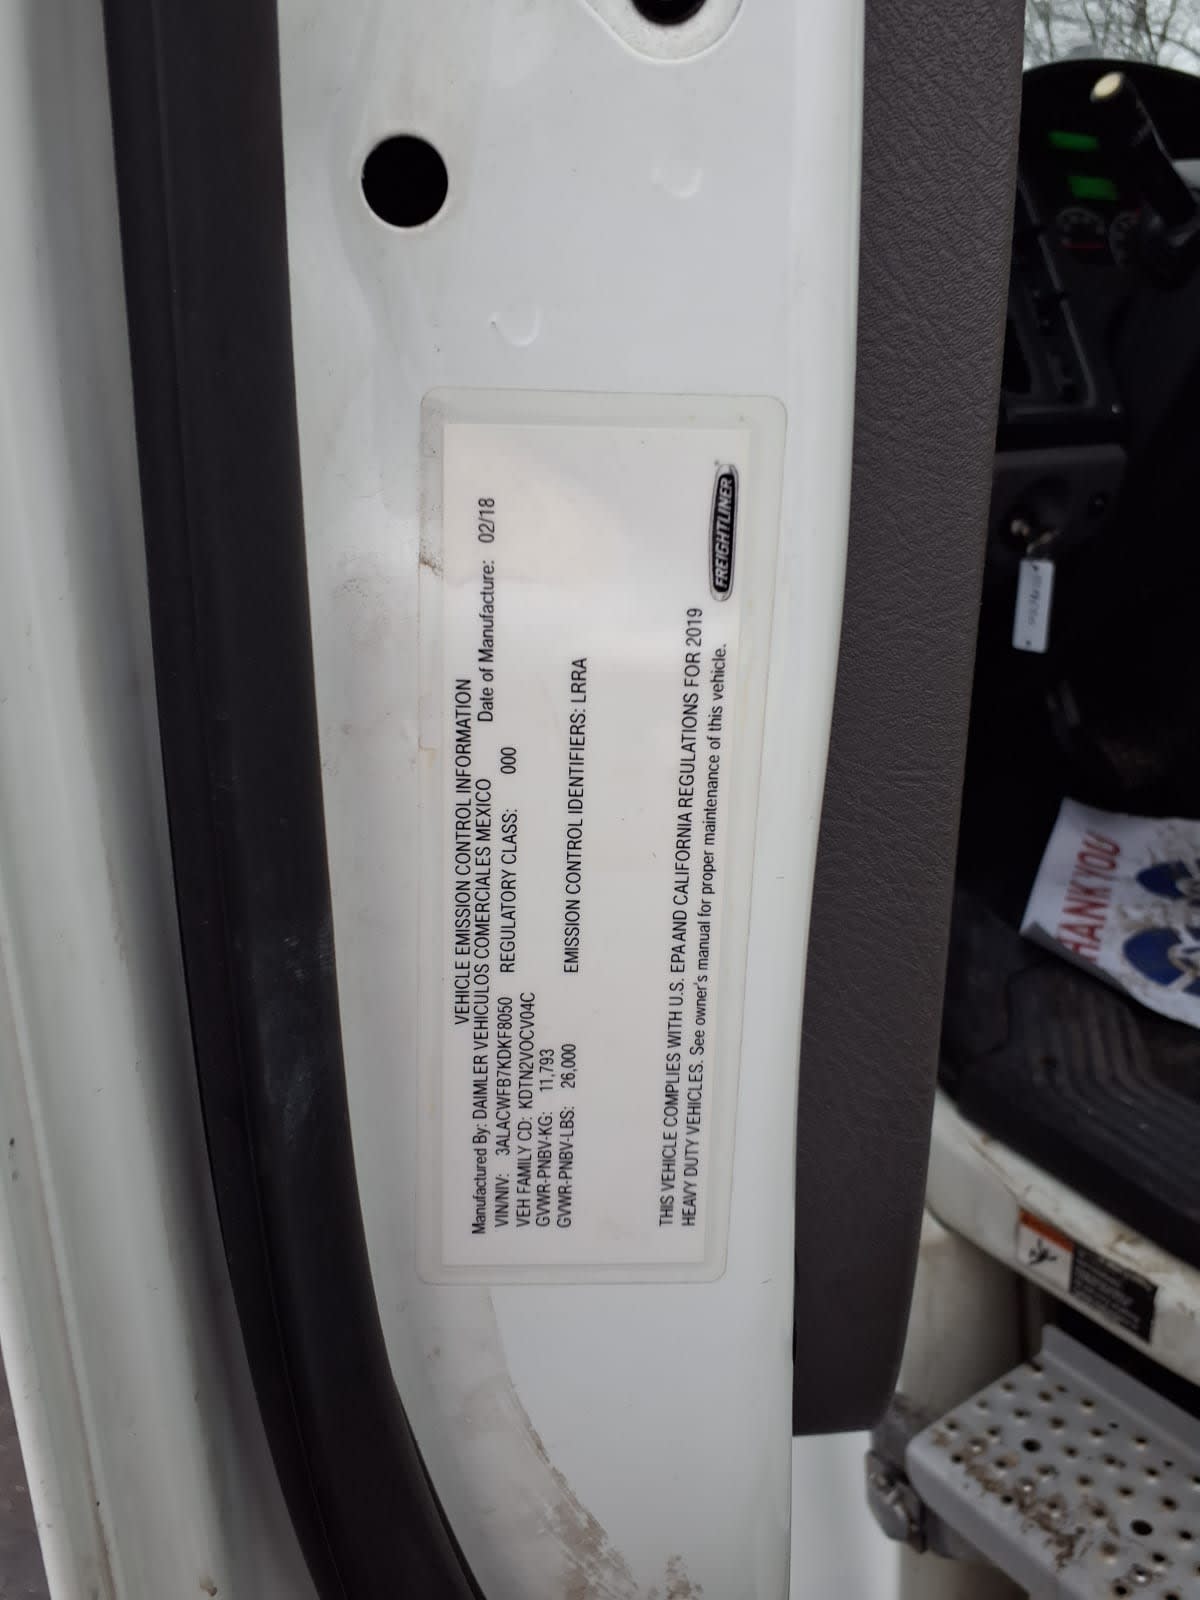 VEHICLE EMISSION CONTROL INFORMATION
Manufactured By: DAIMLER VEHICULOS COMERCIALES MEXICO Date of Manufacture: 02/18
VIN/NIV: 3ALACWFB7KDKF8050 REGULATORY CLASS: 000
VEH FAMILY CD: KDTN2VOCV04C
GVWR-PNBV-KG: 11,793
GVWR-PNBV-LBS: 26,000 EMISSION CONTROL IDENTIFIERS: LRRA
THIS VEHICLE COMPLIES WITH U.S. EPA AND CALIFORNIA REGULATIONS FOR 2019
HEAVY DUTY VEHICLES. See owner's manual for proper maintenance of this vehicle.
FREIGHTLINER
HANK YOU